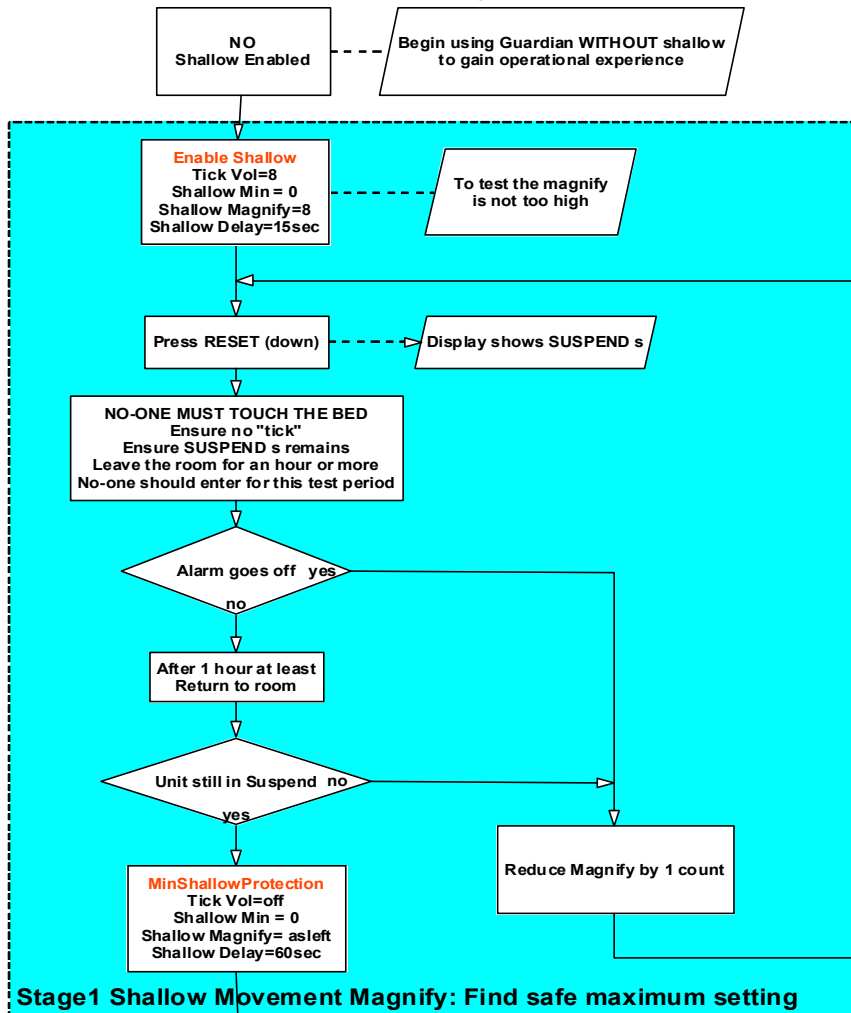 NO
Shallow Enabled
Begin using Guardian WITHOUT shallow
to gain operational experience
Enable Shallow
Tick Vol=8
Shallow Min = 0
Shallow Magnify=8
Shallow Delay=15sec
To test the magnify
is not too high
Press RESET (down)
Display shows SUSPEND s
NO-ONE MUST TOUCH THE BED
Ensure no "tick"
Ensure SUSPEND s remains
Leave the room for an hour or more
No-one should enter for this test period
Alarm goes off yes
no
After 1 hour at least
Return to room
Unit still in Suspend no
yes
Reduce Magnify by 1 count
MinShallowProtection
Tick Vol=off
Shallow Min = 0
Shallow Magnify= asleft
Shallow Delay=60sec
Stage1 Shallow Movement Magnify: Find safe maximum setting